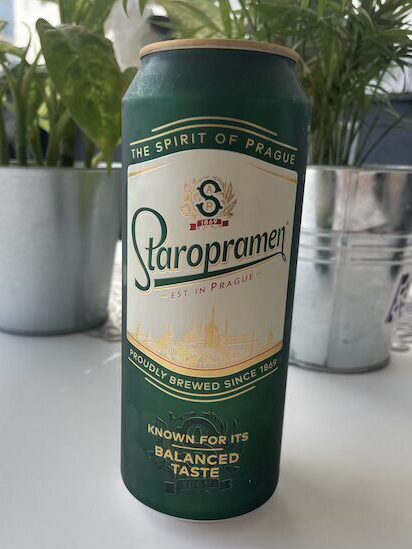 THE SPIRIT OF PRAGUE
S
1869
Staropramen
EST. IN PRAGUE
PROUDLY BREWED SINCE 1869
KNOWN FOR ITS
BALANCED
TASTE